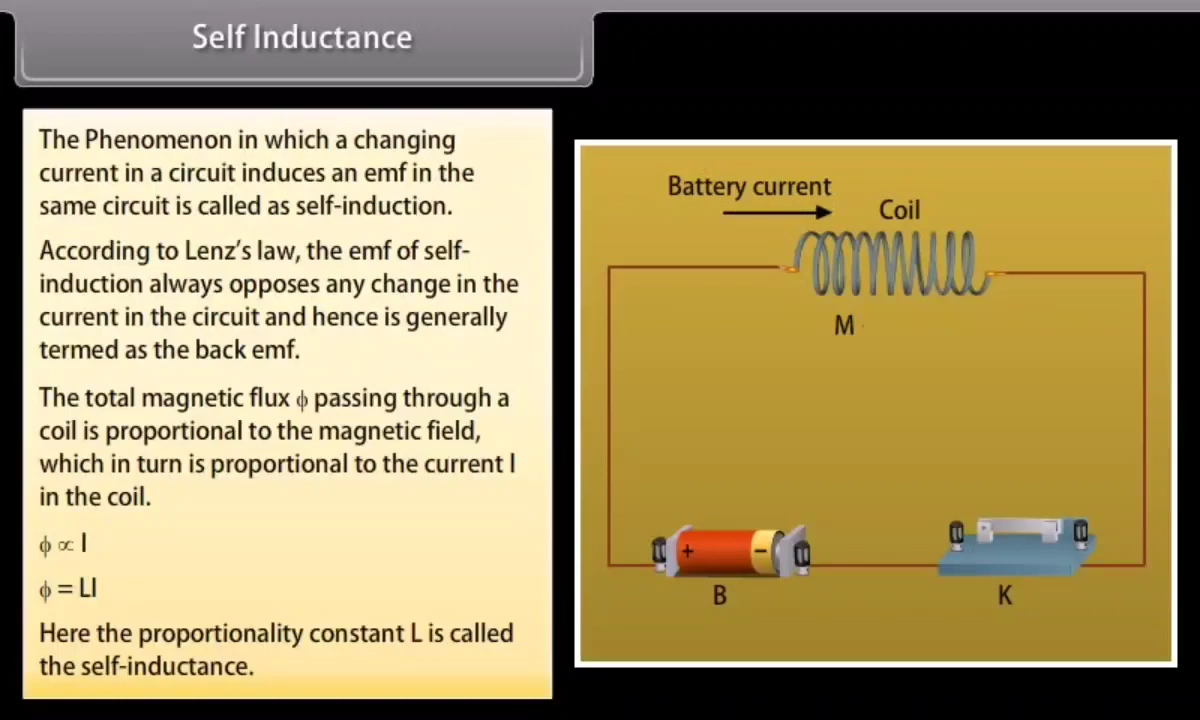 Self Inductance
The Phenomenon in which a changing
current in a circuit induces an emf in the
same circuit is called as self-induction.
According to Lenz's law, the emf of self-
induction always opposes any change in the
current in the circuit and hence is generally
termed as the back emf.
The total magnetic flux ϕ passing through a
coil is proportional to the magnetic field,
which in turn is proportional to the current I
in the coil.
ϕ ∝ I
ϕ = LI
Here the proportionality constant L is called
the self-inductance.
Battery current
Coil
M
+ −
B
K